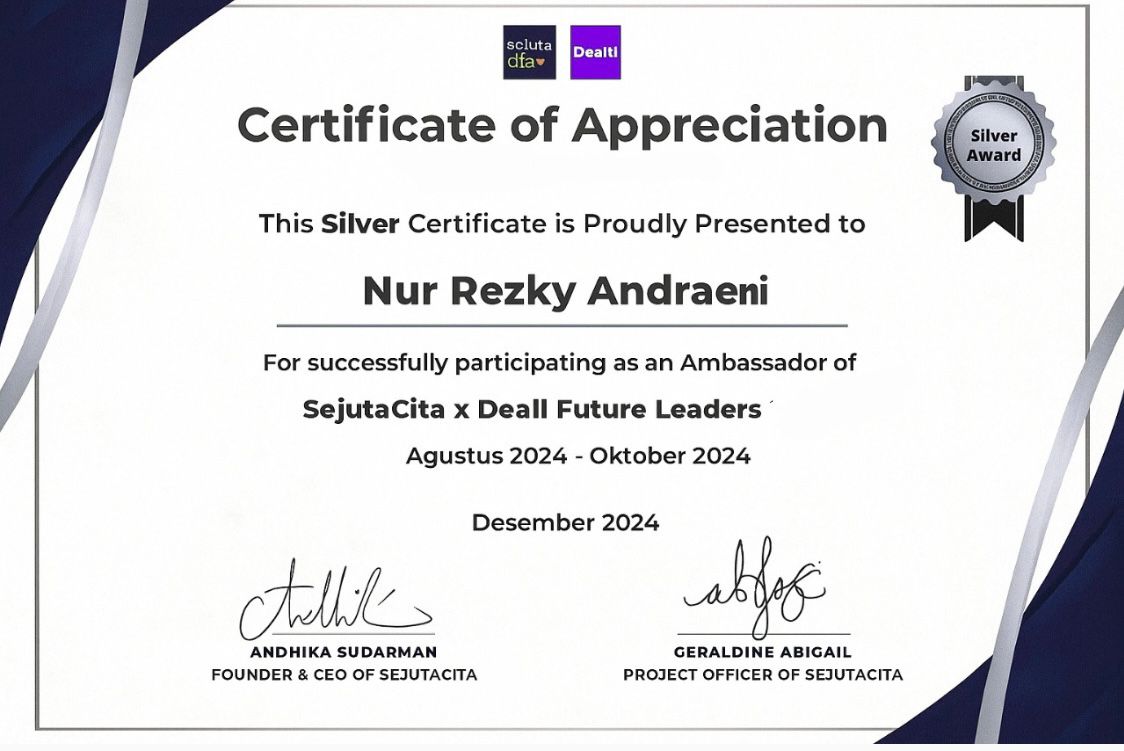 scluta
dfa
Dealtl
Certificate of Appreciation
Silver
Award
This Silver Certificate is Proudly Presented to
Nur Rezky Andraeni
For successfully participating as an Ambassador of
SejutaCita x Deall Future Leaders
Agustus 2024 - Oktober 2024
Desember 2024
ANDHIKA SUDARMAN
FOUNDER & CEO OF SEJUTACITA
GERALDINE ABIGAIL
PROJECT OFFICER OF SEJUTACITA